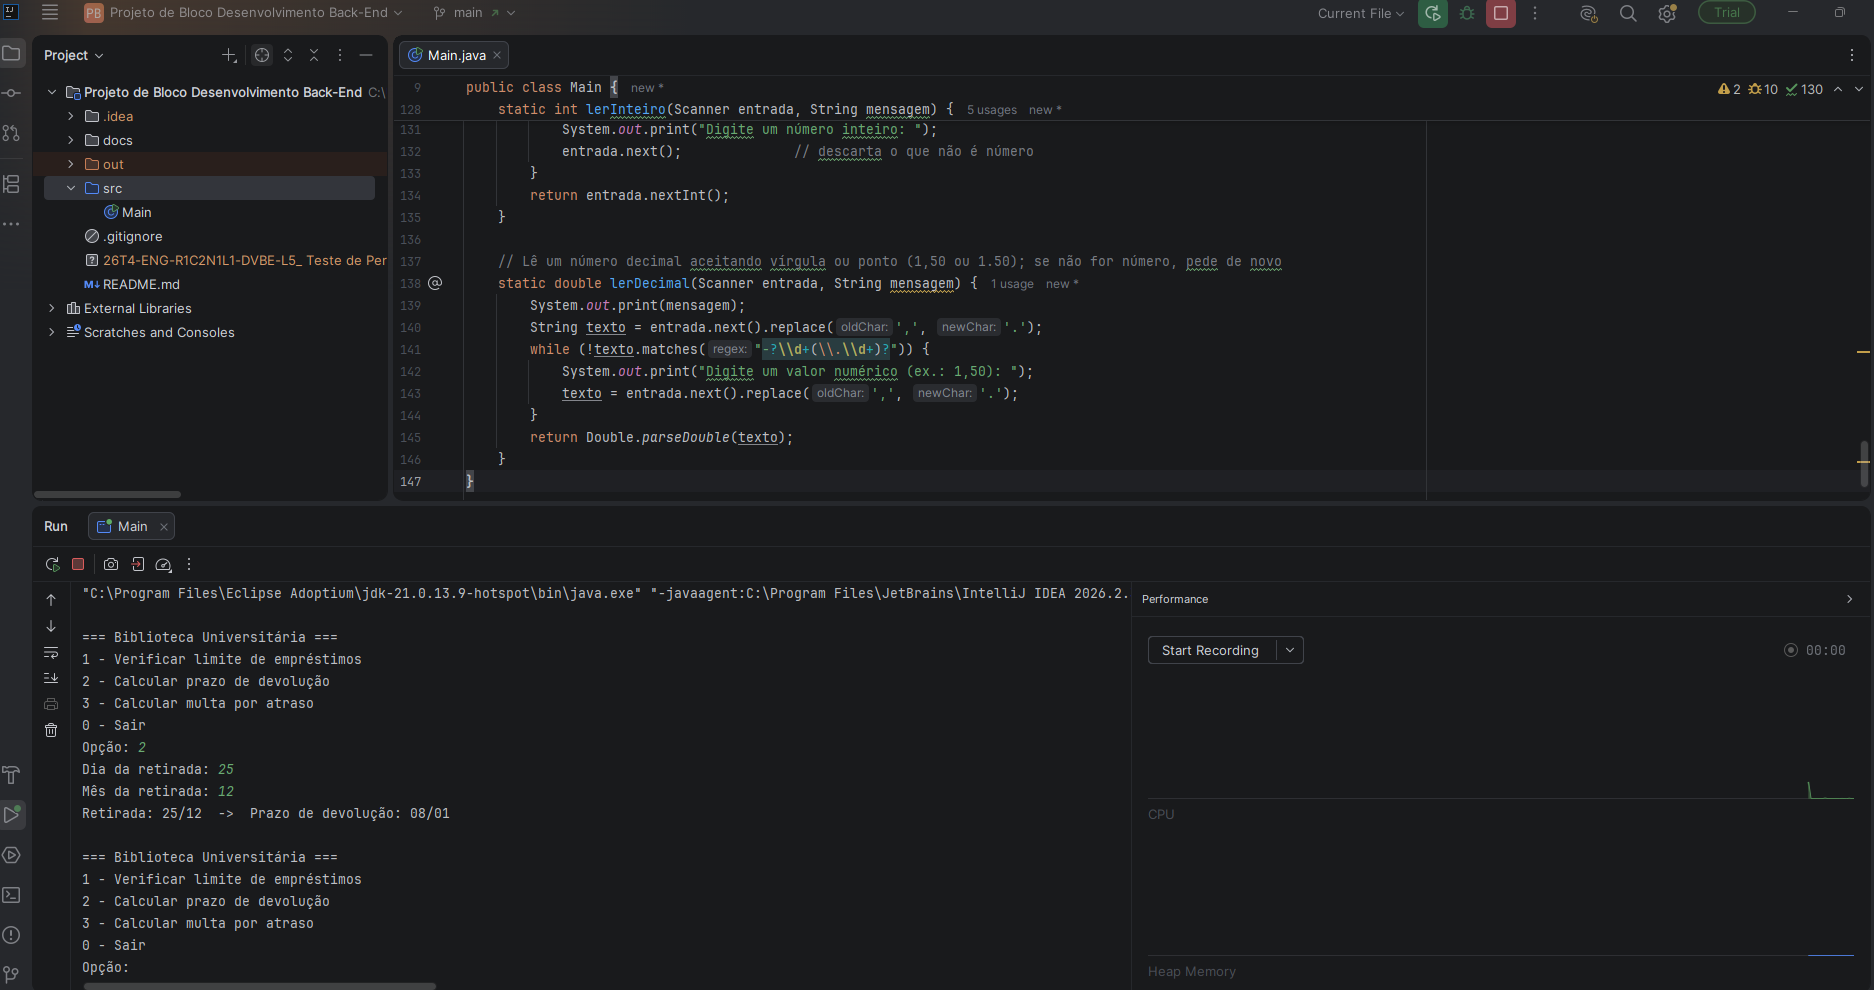 IJ
PB Projeto de Bloco Desenvolvimento Back-End
main
Current File
Trial
Project
Projeto de Bloco Desenvolvimento Back-End C:\
.idea
docs
out
src
Main
.gitignore
26T4-ENG-R1C2N1L1-DVBE-L5_ Teste de Per
M↓ README.md
External Libraries
Scratches and Consoles
Main.java
2 10 130
9 public class Main { new *
128 static int lerInteiro(Scanner entrada, String mensagem) { 5 usages new *
131 System.out.print("Digite um número inteiro: ");
132 entrada.next(); // descarta o que não é número
133 }
134 return entrada.nextInt();
135 }
136
137 // Lê um número decimal aceitando vírgula ou ponto (1,50 ou 1.50); se não for número, pede de novo
138 @ static double lerDecimal(Scanner entrada, String mensagem) { 1 usage new *
139 System.out.print(mensagem);
140 String texto = entrada.next().replace( oldChar: ',', newChar: '.');
141 while (!texto.matches( regex: "-?\\d+(\\.\\d+)?")) {
142 System.out.print("Digite um valor numérico (ex.: 1,50): ");
143 texto = entrada.next().replace( oldChar: ',', newChar: '.');
144 }
145 return Double.parseDouble(texto);
146 }
147 }
Run Main
"C:\Program Files\Eclipse Adoptium\jdk-21.0.13.9-hotspot\bin\java.exe" "-javaagent:C:\Program Files\JetBrains\IntelliJ IDEA 2026.2.
=== Biblioteca Universitária ===
1 - Verificar limite de empréstimos
2 - Calcular prazo de devolução
3 - Calcular multa por atraso
0 - Sair
Opção: 2
Dia da retirada: 25
Mês da retirada: 12
Retirada: 25/12 -> Prazo de devolução: 08/01
=== Biblioteca Universitária ===
1 - Verificar limite de empréstimos
2 - Calcular prazo de devolução
3 - Calcular multa por atraso
0 - Sair
Opção:
Performance
Start Recording
00:00
CPU
Heap Memory